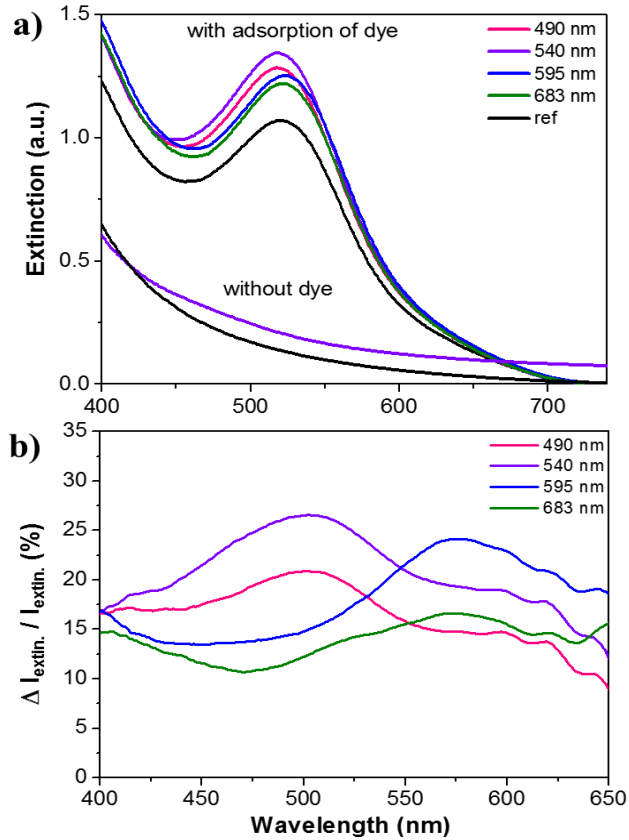 a)
with adsorption of dye
490 nm
540 nm
595 nm
683 nm
ref
without dye
Extinction (a.u.)
1.5
1.0
0.5
0.0
400 500 600 700
b)
490 nm
540 nm
595 nm
683 nm
Δ I_extin. / I_extin. (%)
35
30
25
20
15
10
5
0
400 450 500 550 600 650
Wavelength (nm)